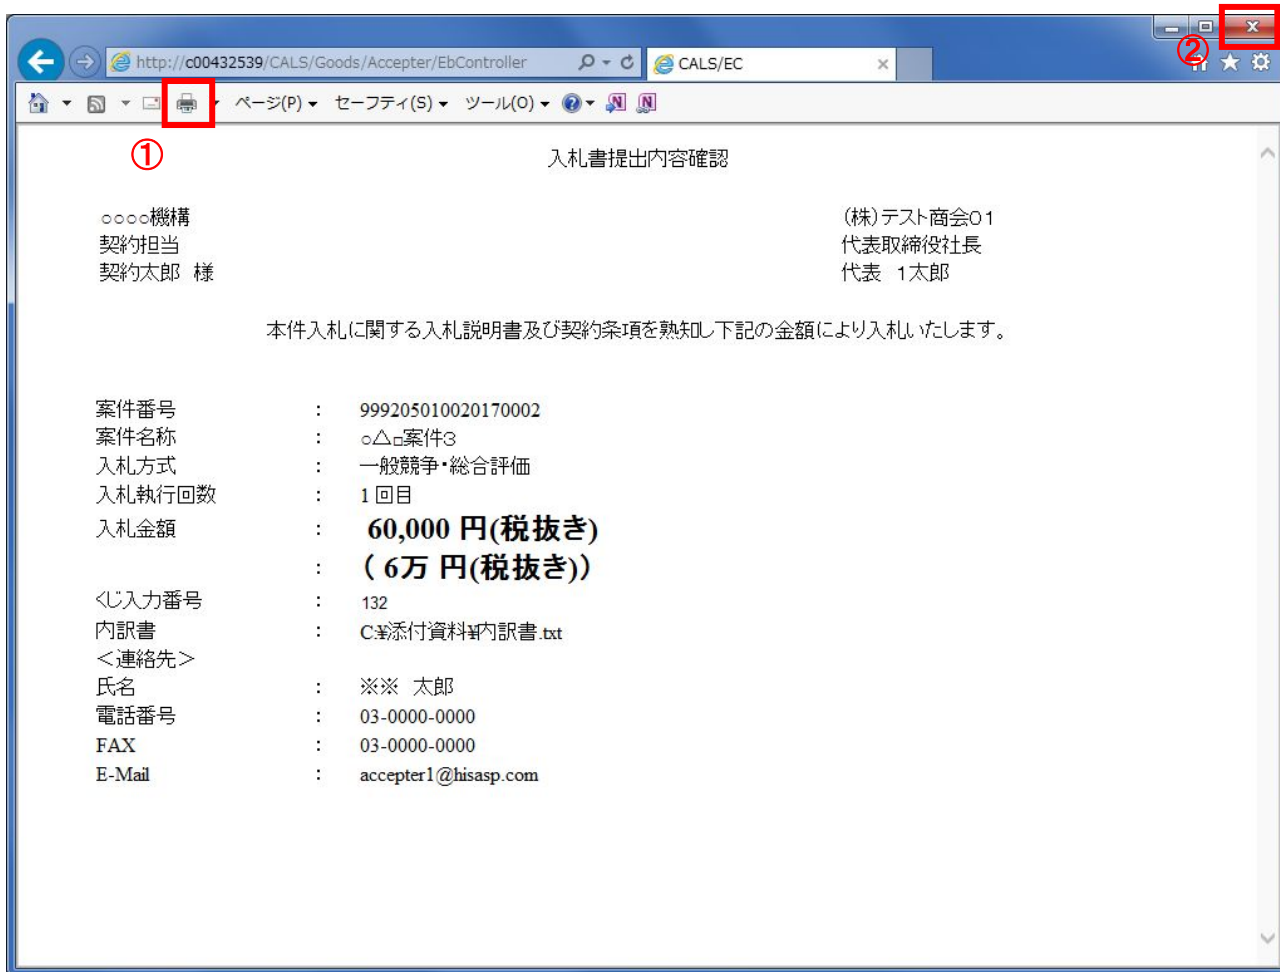 ②
http://c00432539/CALS/Goods/Accepter/EbController CALS/EC
ページ(P) セーフティ(S) ツール(O)
①
入札書提出内容確認
○○○○機構 (株)テスト商会01
契約担当 代表取締役社長
契約太郎 様 代表 1太郎
本件入札に関する入札説明書及び契約条項を熟知し下記の金額により入札いたします。
案件番号 : 999205010020170002
案件名称 : ○△□案件3
入札方式 : 一般競争・総合評価
入札執行回数 : 1 回目
入札金額 : 60,000 円(税抜き)
: ( 6万 円(税抜き))
くじ入力番号 : 132
内訳書 : C:¥添付資料¥内訳書.txt
<連絡先>
氏名 : ※※ 太郎
電話番号 : 03-0000-0000
FAX : 03-0000-0000
E-Mail : accepter1@hisasp.com